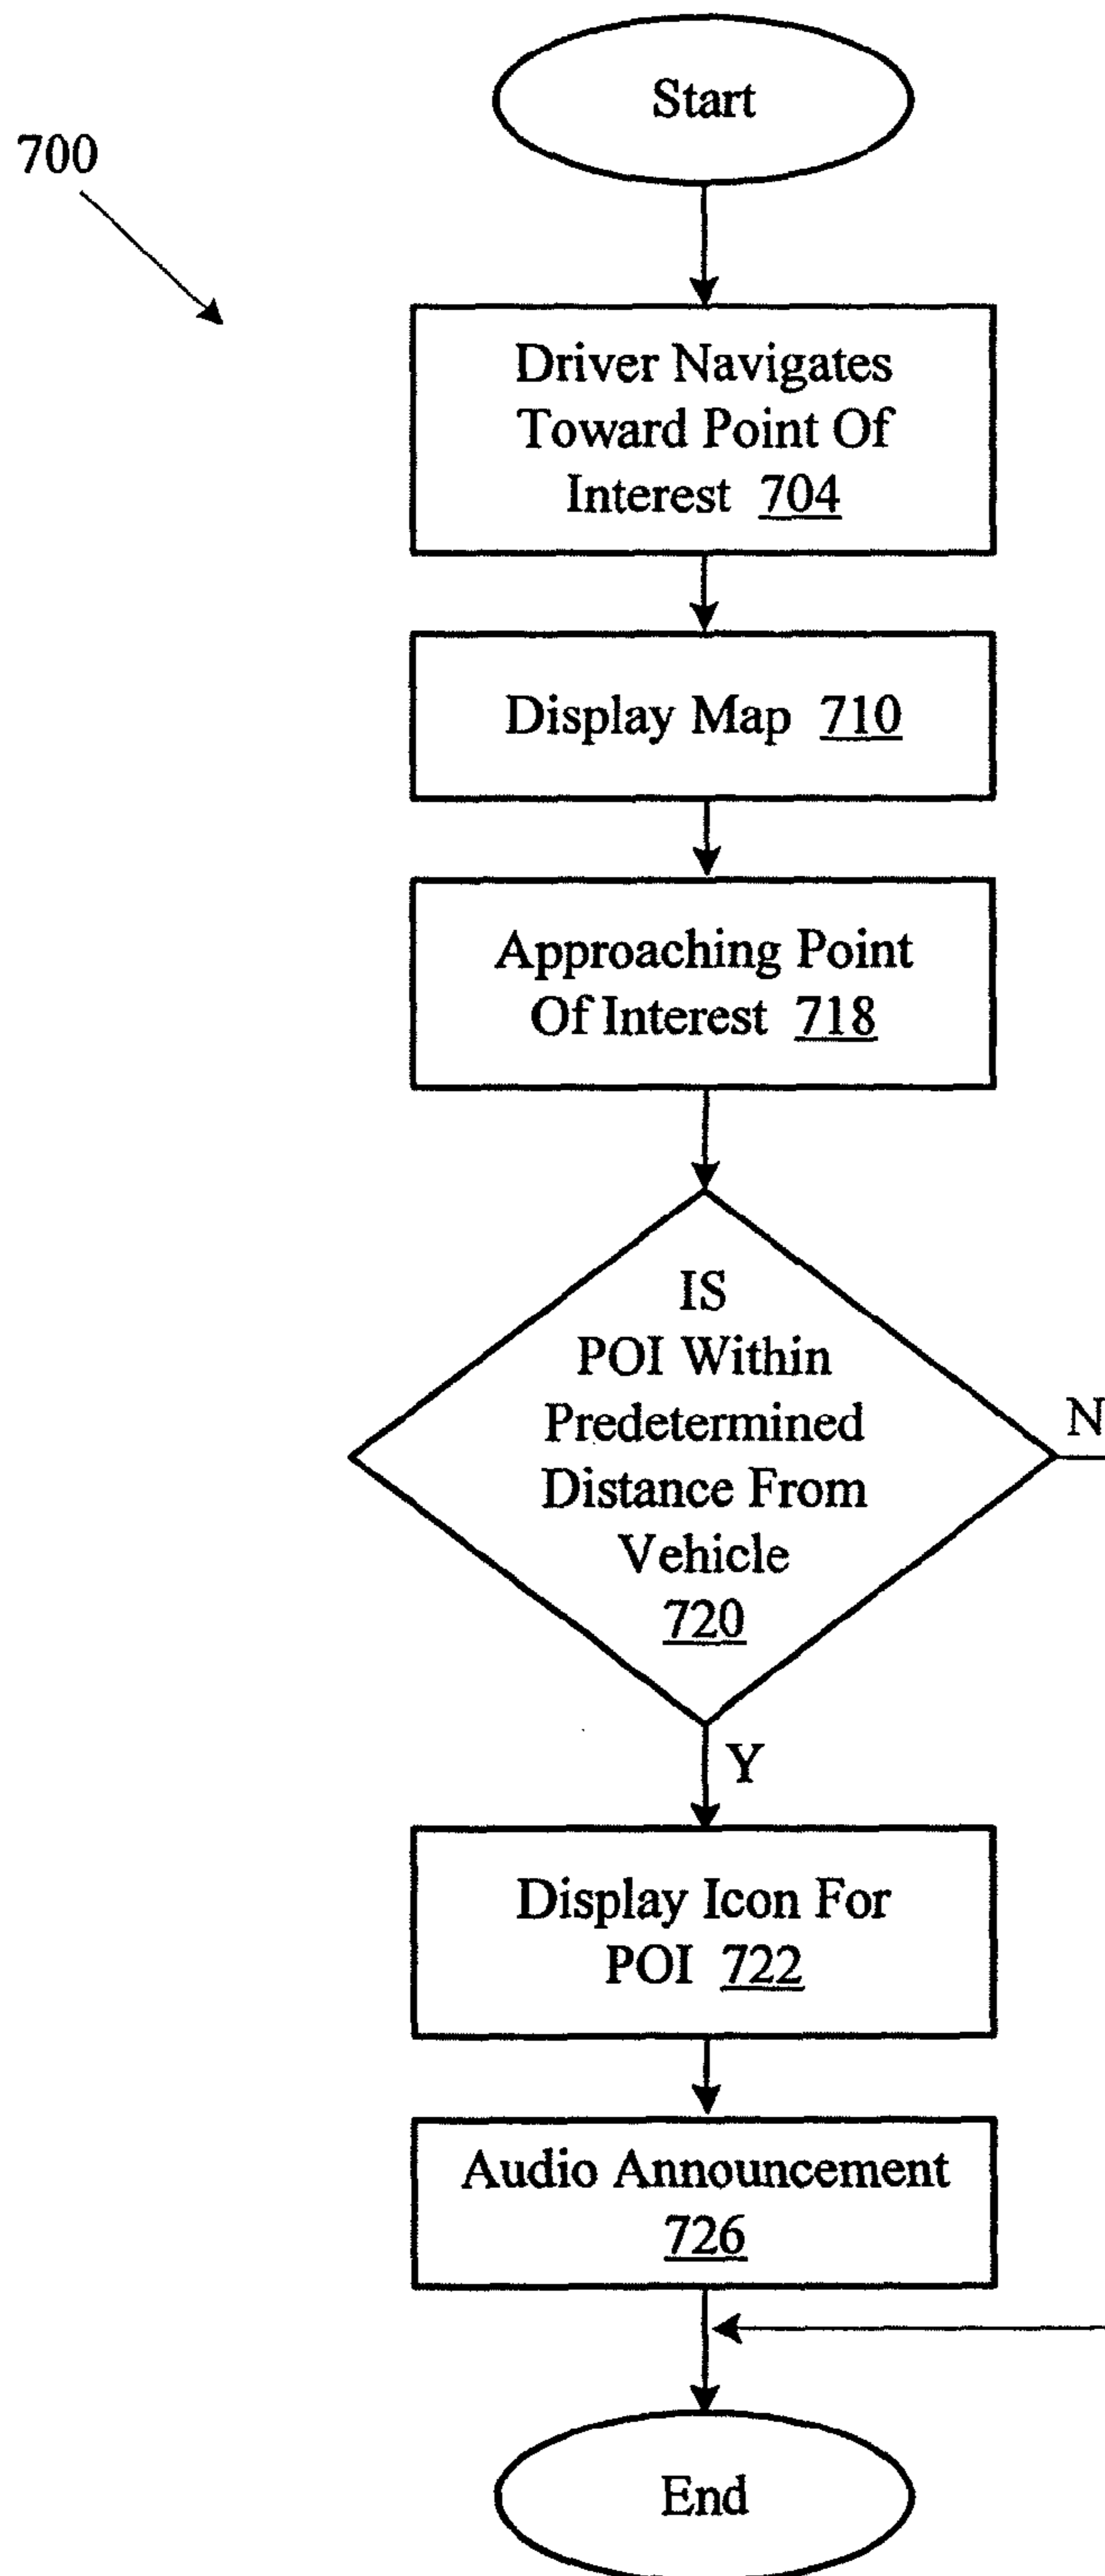 Start
700
Driver Navigates
Toward Point Of
Interest 704
Display Map 710
Approaching Point
Of Interest 718
IS
POI Within
Predetermined
Distance From
Vehicle
720
N
Y
Display Icon For
POI 722
Audio Announcement
726
End